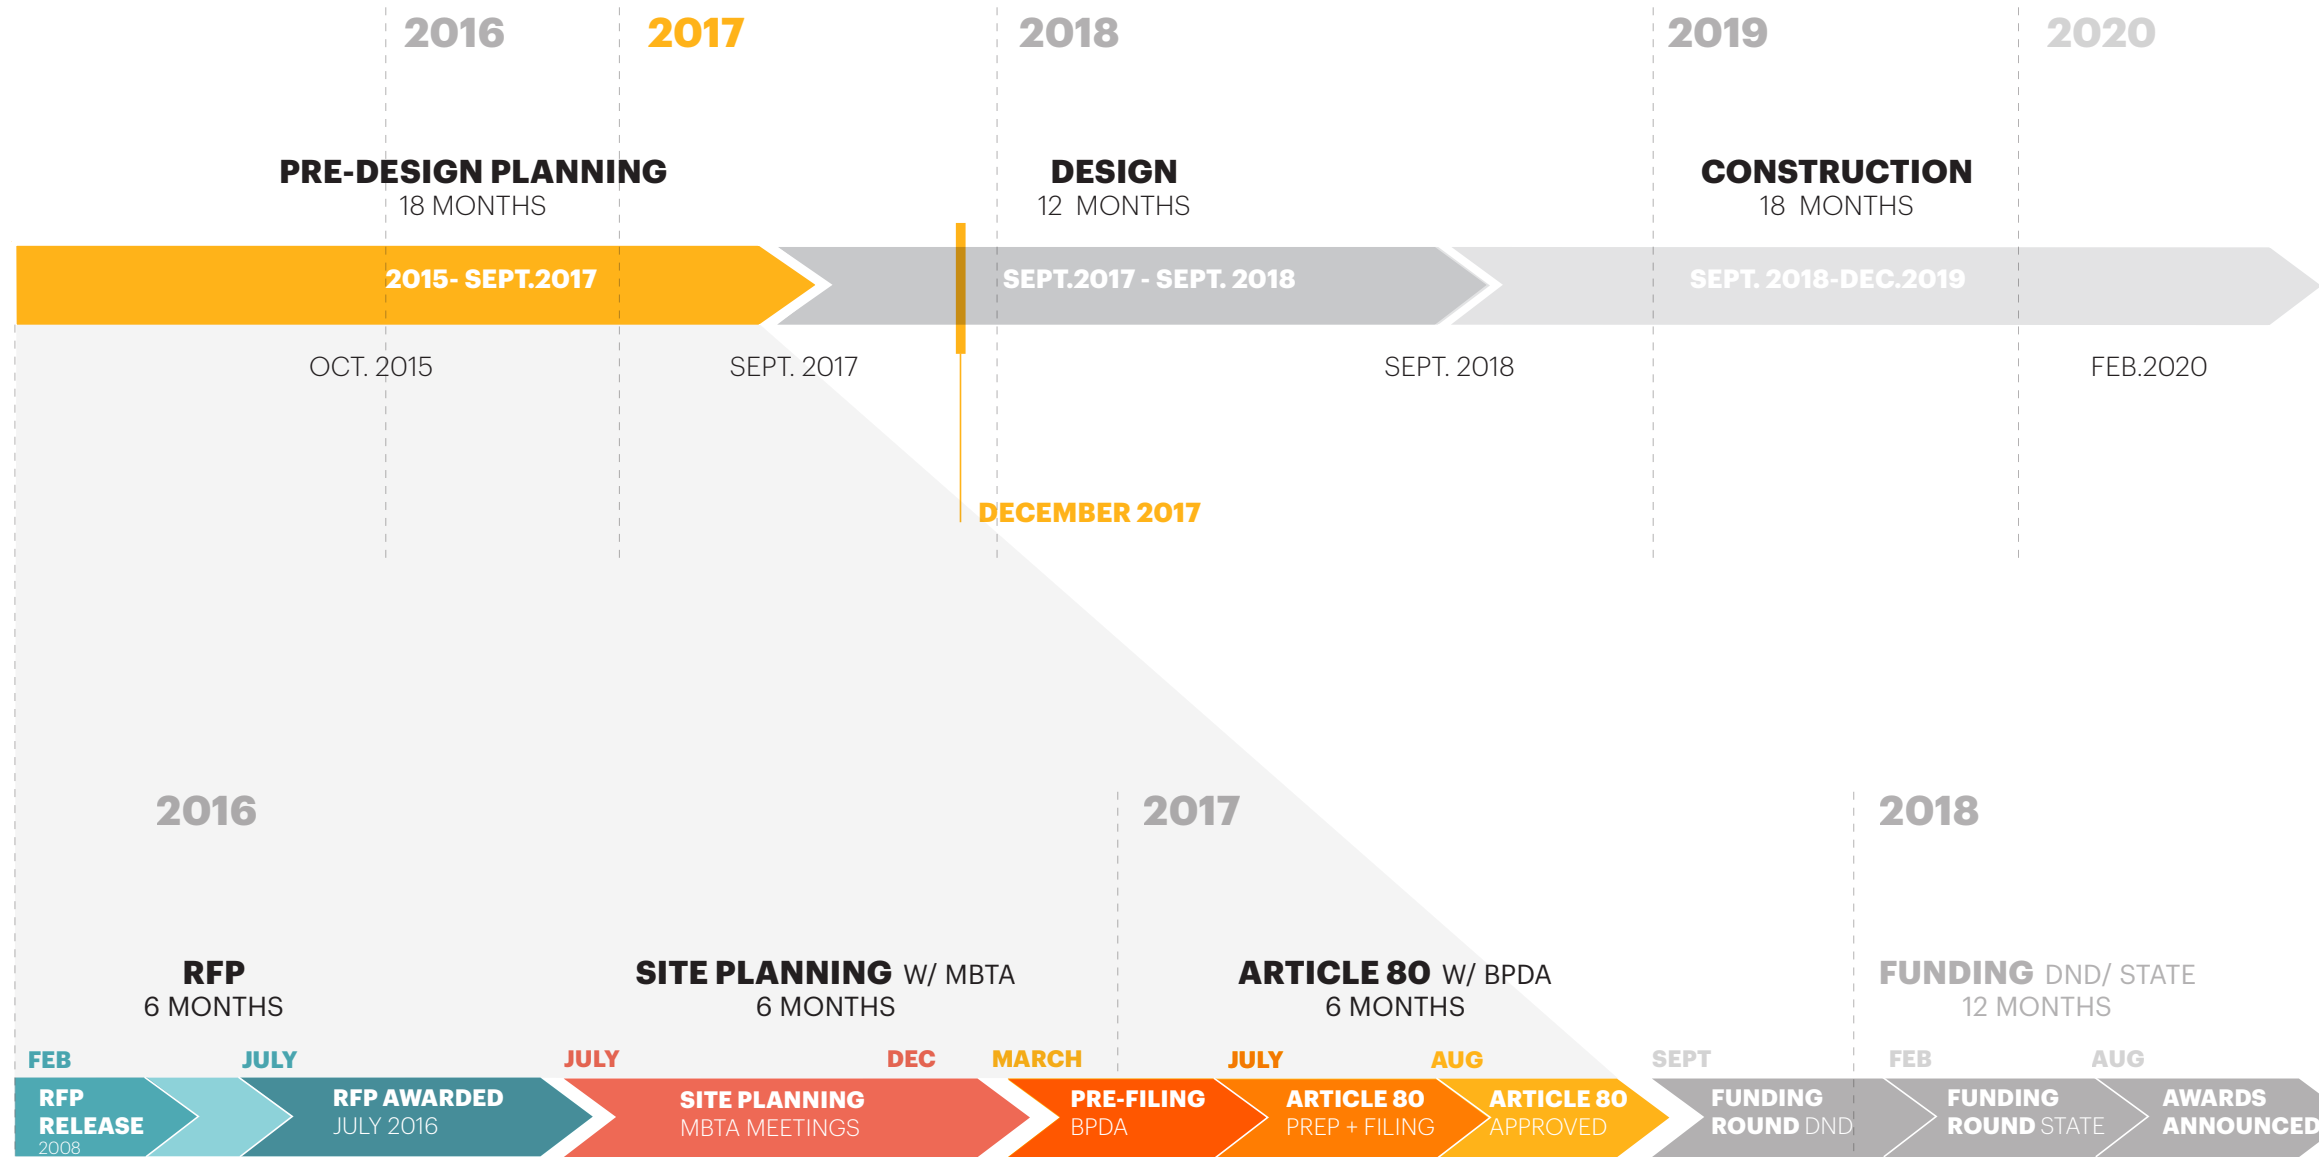 2016
2017
2018
2019
2020
PRE-DESIGN PLANNING
18 MONTHS
DESIGN
12 MONTHS
CONSTRUCTION
18 MONTHS
2015- SEPT.2017
SEPT.2017 - SEPT. 2018
SEPT. 2018-DEC.2019
OCT. 2015
SEPT. 2017
SEPT. 2018
FEB.2020
DECEMBER 2017
2016
2017
2018
RFP
6 MONTHS
SITE PLANNING W/ MBTA
6 MONTHS
ARTICLE 80 W/ BPDA
6 MONTHS
FUNDING DND/ STATE
12 MONTHS
FEB
JULY
JULY
DEC
MARCH
JULY
AUG
SEPT
FEB
AUG
RFP
RELEASE
2008
RFP AWARDED
JULY 2016
SITE PLANNING
MBTA MEETINGS
PRE-FILING
BPDA
ARTICLE 80
PREP + FILING
ARTICLE 80
APPROVED
FUNDING
ROUND DND
FUNDING
ROUND STATE
AWARDS
ANNOUNCED